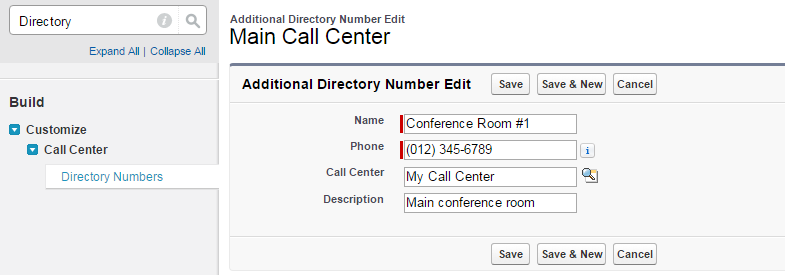 Directory
Expand All | Collapse All
Build
Customize
Call Center
Directory Numbers
Additional Directory Number Edit
Main Call Center
Additional Directory Number Edit Save Save & New Cancel
Name Conference Room #1
Phone (012) 345-6789
Call Center My Call Center
Description Main conference room
Save Save & New Cancel